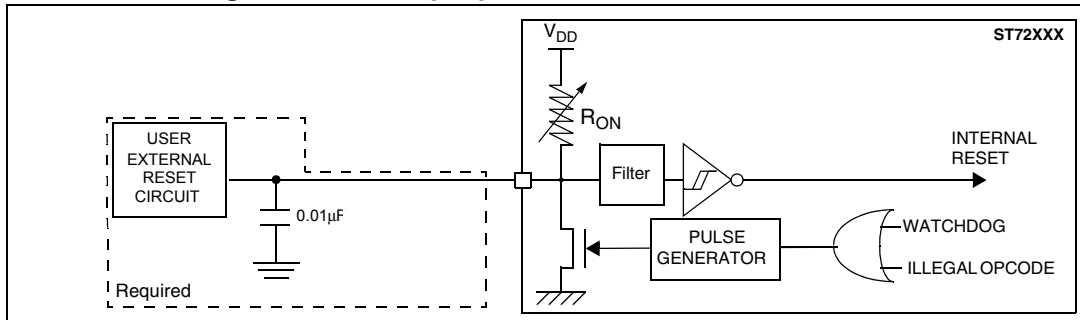 ST72XXX
VDD
RON
USER
EXTERNAL
RESET
CIRCUIT
0.01μF
Required
Filter
INTERNAL
RESET
PULSE
GENERATOR
WATCHDOG
ILLEGAL OPCODE